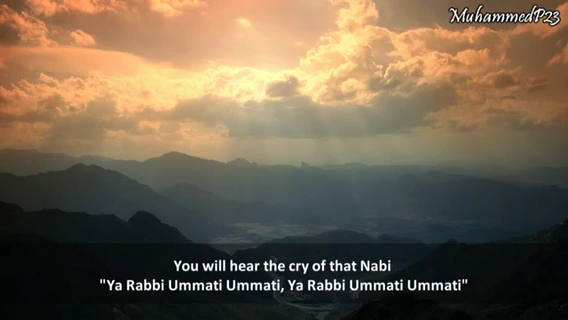 MuhammedP23
You will hear the cry of that Nabi
"Ya Rabbi Ummati Ummati, Ya Rabbi Ummati Ummati"